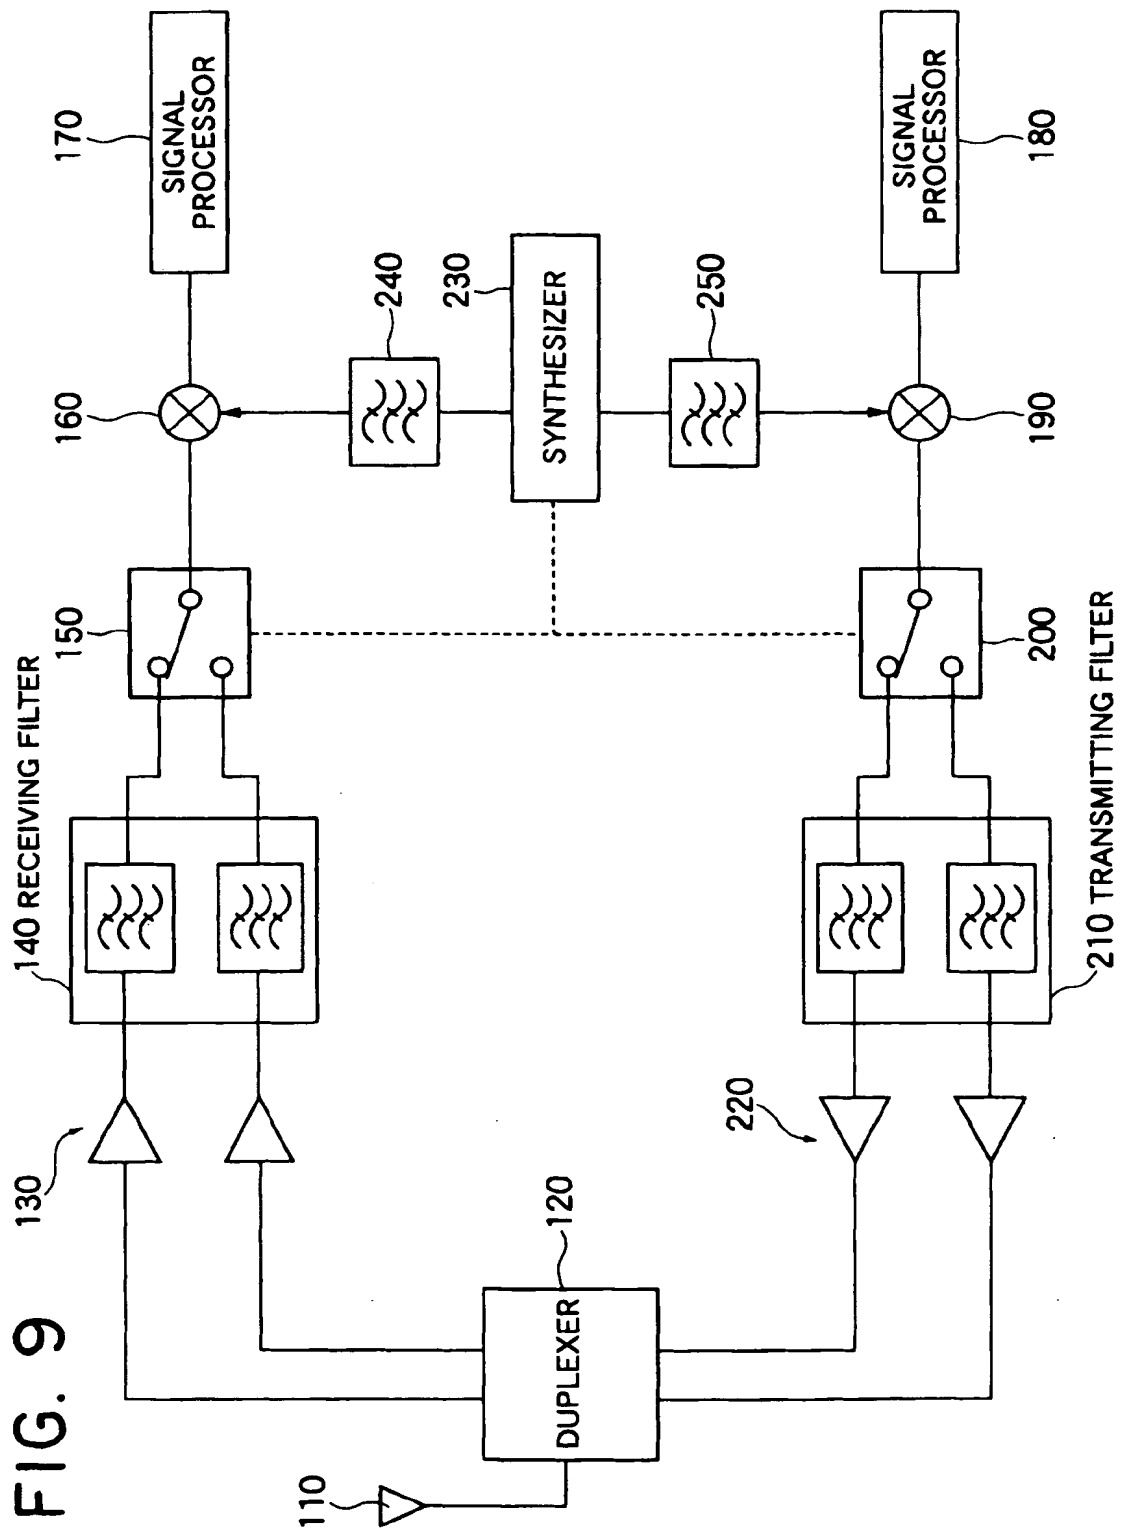 FIG. 9
110
DUPLEXER
120
130
140 RECEIVING FILTER
150
160
170
SIGNAL
PROCESSOR
240
230
SYNTHESIZER
250
220
210 TRANSMITTING FILTER
200
190
180
SIGNAL
PROCESSOR